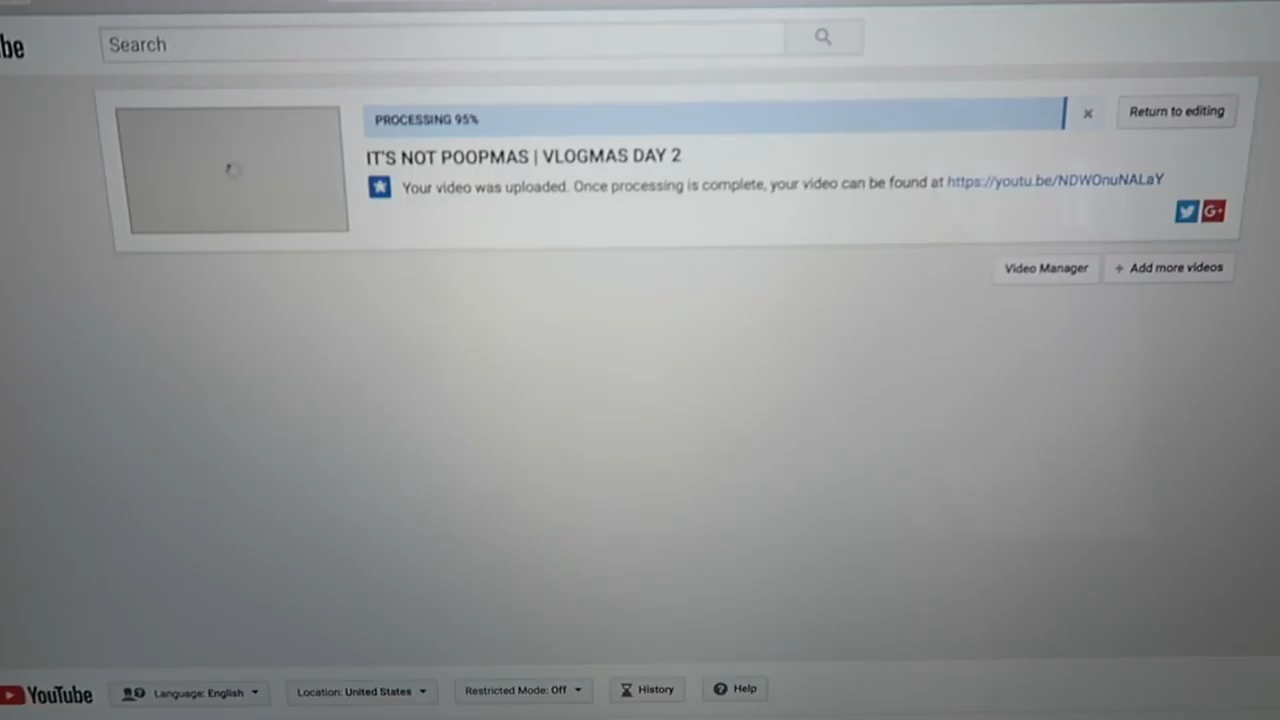 be
Search
PROCESSING 95%
Return to editing
IT'S NOT POOPMAS | VLOGMAS DAY 2
Your video was uploaded. Once processing is complete, your video can be found at https://youtu.be/NDWOnuNALaY
G+
Video Manager
+ Add more videos
YouTube
Language: English
Location: United States
Restricted Mode: Off
History
Help